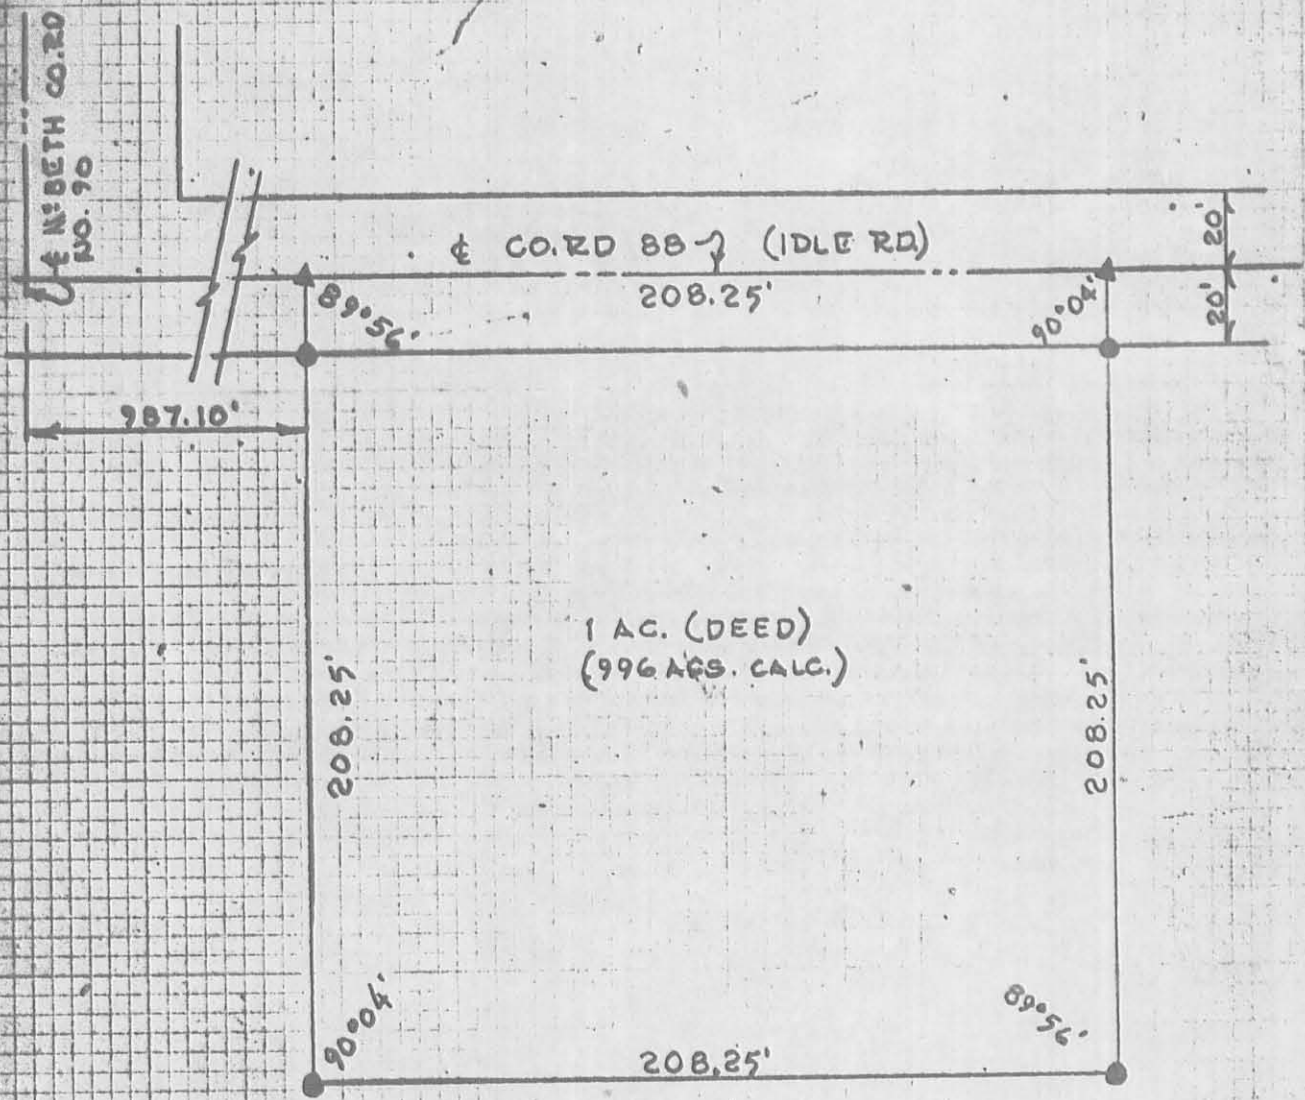 ℄ McBETH CO.RD
NO. 90
℄ CO.RD 88 (IDLE RD.)
208.25'
20'
20'
89°56'
90°04'
987.10'
1 AC. (DEED)
(.996 ACS. CALC.)
208.25'
208.25'
90°04'
89°56'
208.25'